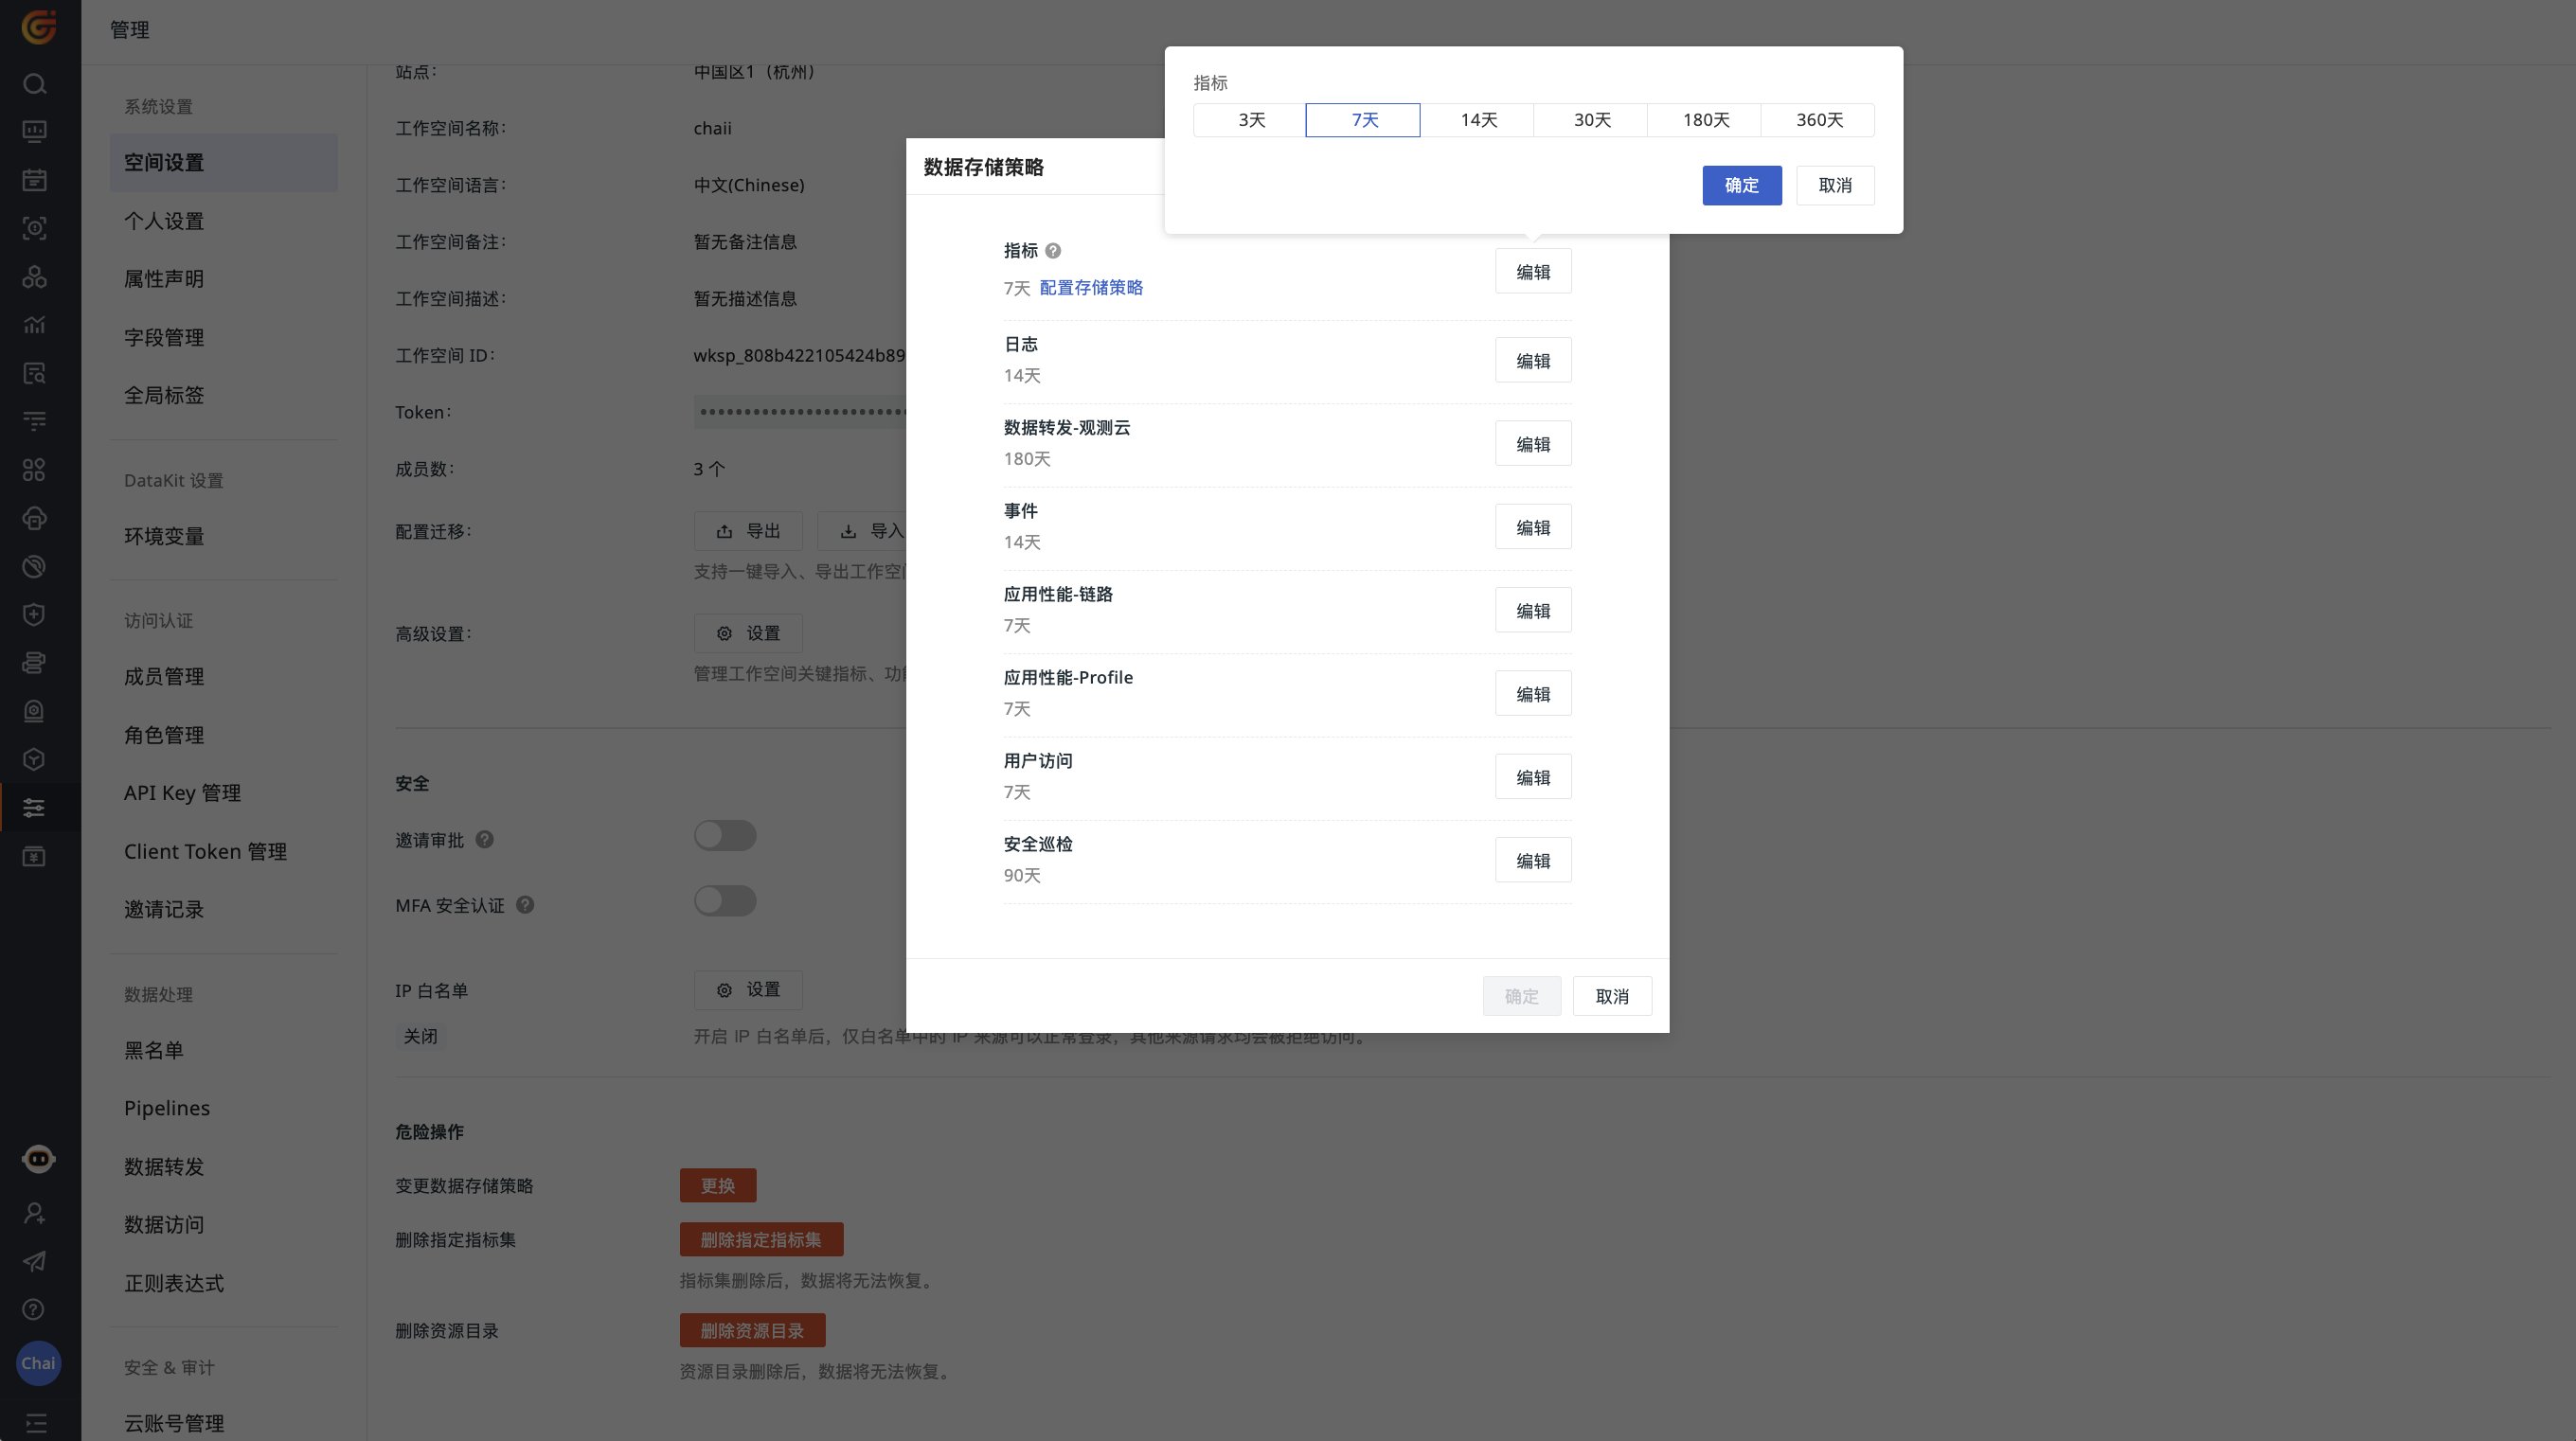 管理
系统设置
空间设置
个人设置
属性声明
字段管理
全局标签
DataKit 设置
环境变量
访问认证
成员管理
角色管理
API Key 管理
Client Token 管理
邀请记录
数据处理
黑名单
Pipelines
数据转发
数据访问
正则表达式
安全 & 审计
云账号管理
Chai
站点：
中国区1（杭州）
工作空间名称：
chaii
工作空间语言：
中文(Chinese)
工作空间备注：
暂无备注信息
工作空间描述：
暂无描述信息
工作空间 ID：
wksp_808b422105424b89
Token：
成员数：
3 个
配置迁移：
导出
导入
支持一键导入、导出工作空
高级设置：
设置
管理工作空间关键指标、
安全
邀请审批
MFA 安全认证
IP 白名单
设置
关闭
开启 IP 白名单后，仅白名单中的 IP 来源可以正常登录，其他来源请求均会被拒绝访问。
危险操作
变更数据存储策略
更换
删除指定指标集
删除指定指标集
指标集删除后，数据将无法恢复。
删除资源目录
删除资源目录
资源目录删除后，数据将无法恢复。
数据存储策略
指标
7天 配置存储策略
编辑
日志
14天
编辑
数据转发-观测云
180天
编辑
事件
14天
编辑
应用性能-链路
7天
编辑
应用性能-Profile
7天
编辑
用户访问
7天
编辑
安全巡检
90天
编辑
确定
取消
指标
3天
7天
14天
30天
180天
360天
确定
取消